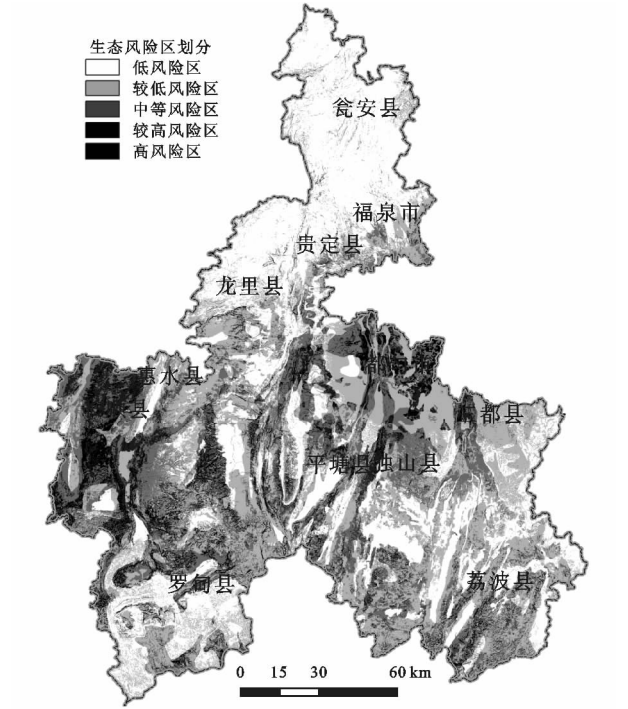 生态风险区划分
低风险区
较低风险区
中等风险区
较高风险区
高风险区
瓮安县
福泉市
贵定县
龙里县
惠水县
县
都
都县
平塘县
独山县
罗甸县
荔波县
0 15 30 60 km